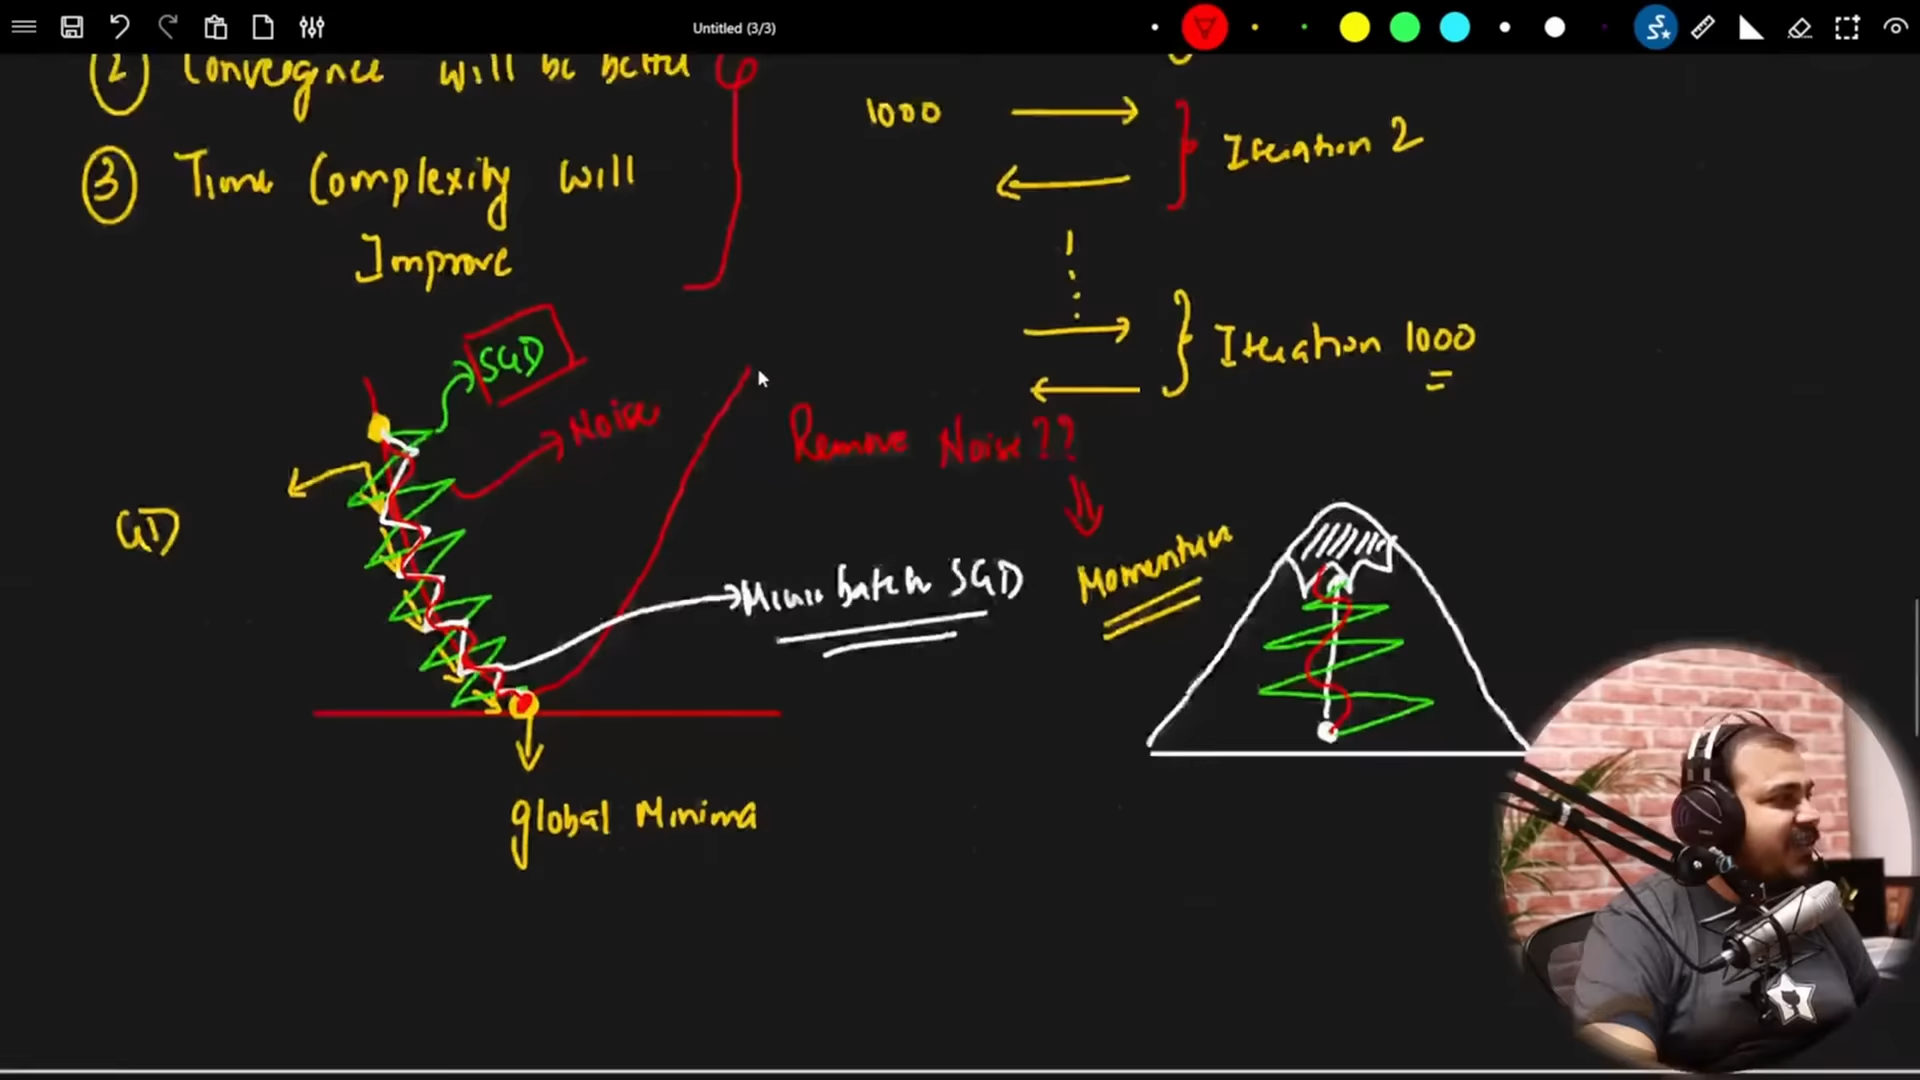 Untitled (3/3)
② Convergence will be better
③ Time Complexity will
Improve
1000
Iteration 2
Iteration 1000
SGD
Noise
Remove Noise??
GD
Momentum
Mini batch SGD
global Minima